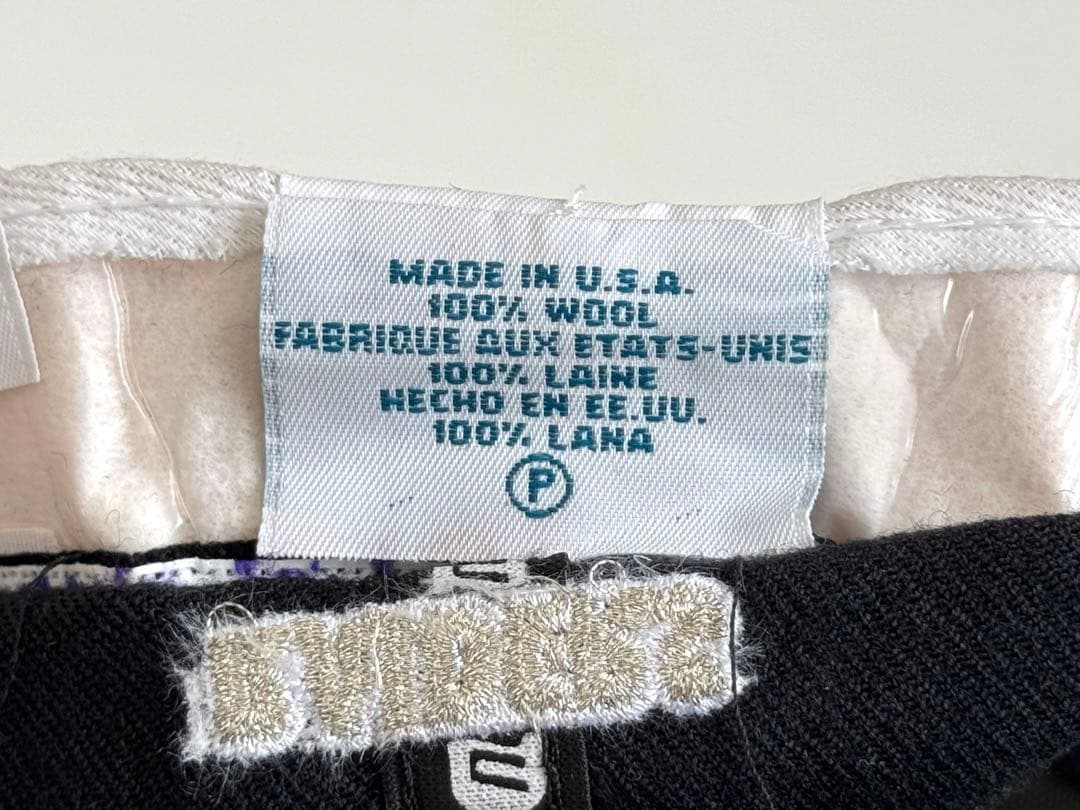 MADE IN U.S.A.
100% WOOL
FABRIQUE AUX ETATS-UNIS
100% LAINE
HECHO EN EE.UU.
100% LANA
P